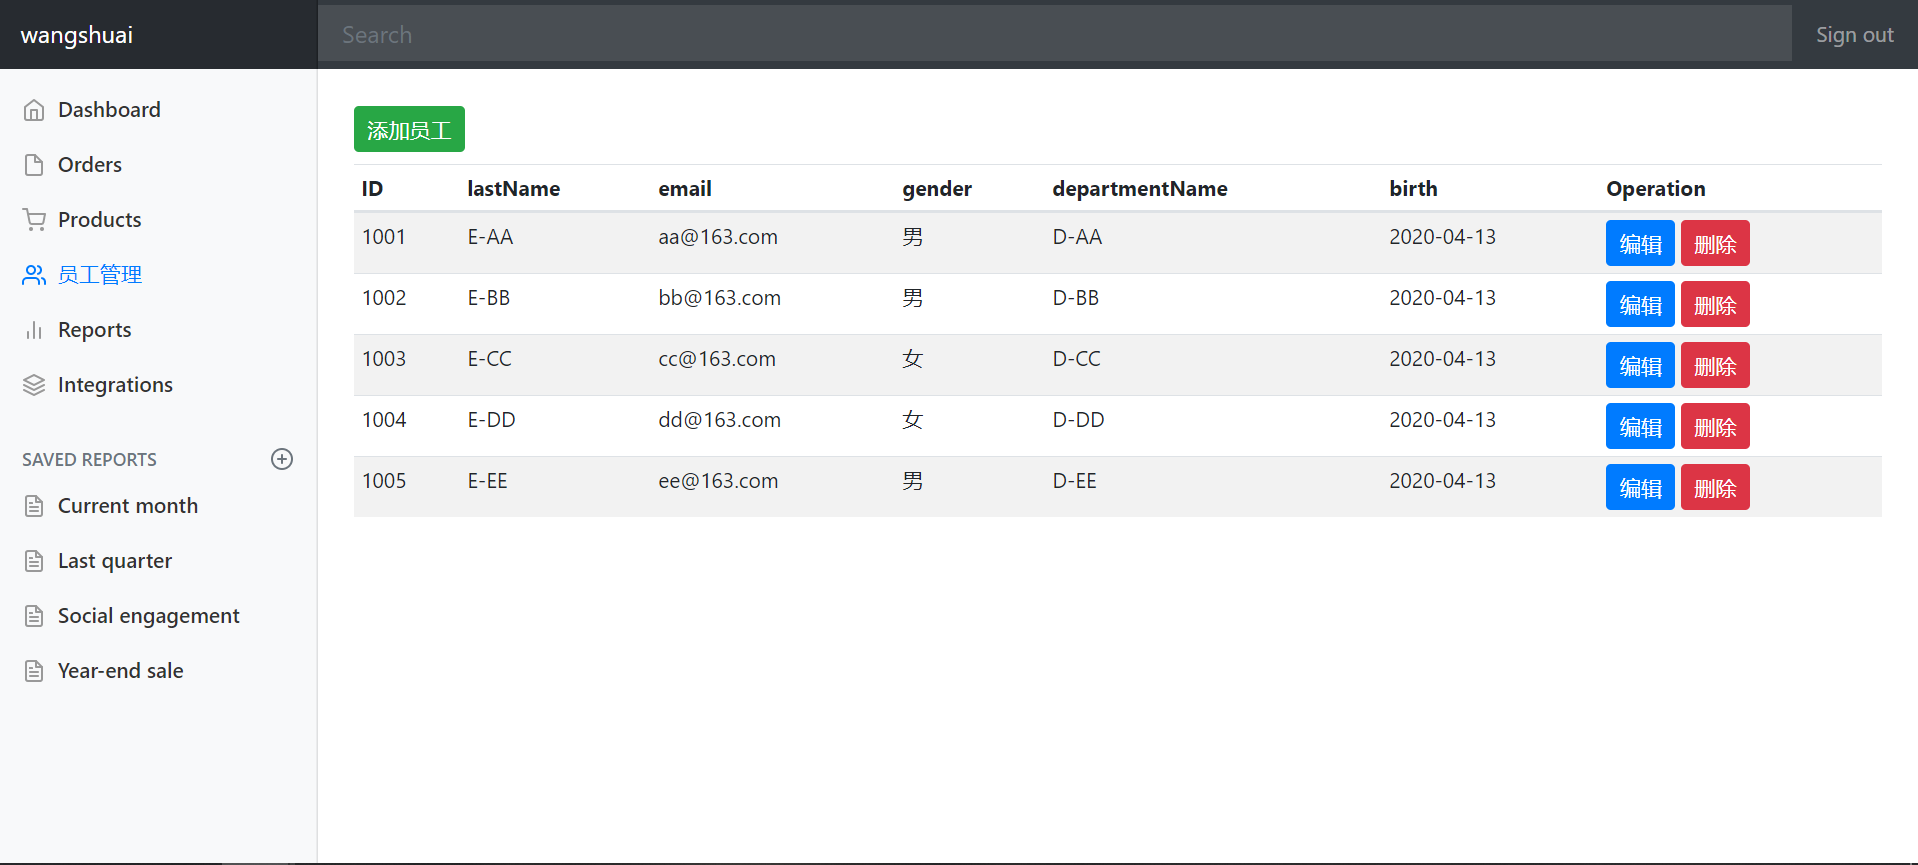 wangshuai Search Sign out
Dashboard
Orders
Products
员工管理
Reports
Integrations
SAVED REPORTS
Current month
Last quarter
Social engagement
Year-end sale
添加员工
ID lastName email gender departmentName birth Operation
1001 E-AA aa@163.com 男 D-AA 2020-04-13 编辑 删除
1002 E-BB bb@163.com 男 D-BB 2020-04-13 编辑 删除
1003 E-CC cc@163.com 女 D-CC 2020-04-13 编辑 删除
1004 E-DD dd@163.com 女 D-DD 2020-04-13 编辑 删除
1005 E-EE ee@163.com 男 D-EE 2020-04-13 编辑 删除